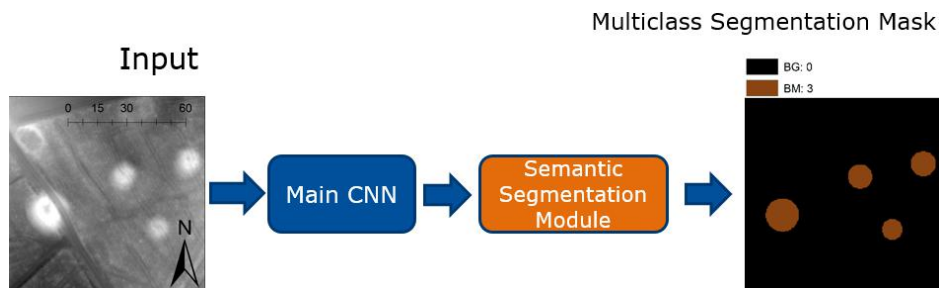 Multiclass Segmentation Mask
Input
BG: 0
BM: 3
0 15 30 60
Main CNN
Semantic
Segmentation
Module
N